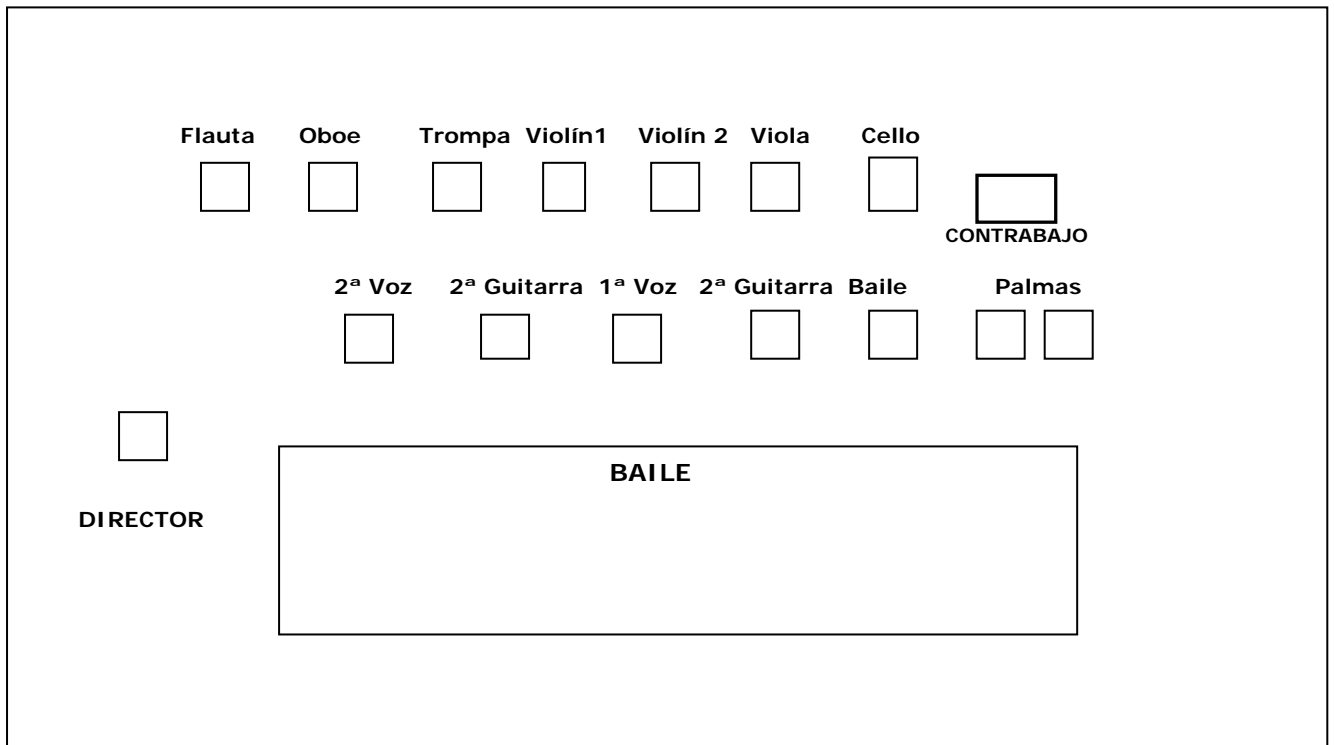 Flauta Oboe Trompa Violín1 Violín 2 Viola Cello
CONTRABAJO
2ª Voz 2ª Guitarra 1ª Voz 2ª Guitarra Baile Palmas
BAILE
DIRECTOR